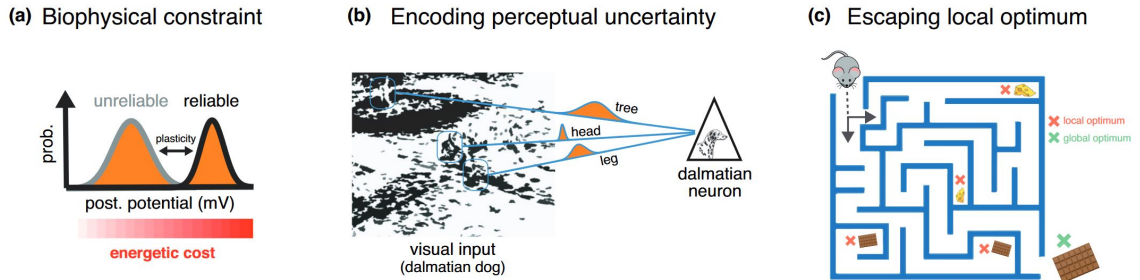 (a) Biophysical constraint
unreliable reliable
plasticity
prob.
post. potential (mV)
energetic cost
(b) Encoding perceptual uncertainty
tree
head
leg
dalmatian
neuron
visual input
(dalmatian dog)
(c) Escaping local optimum
local optimum
global optimum